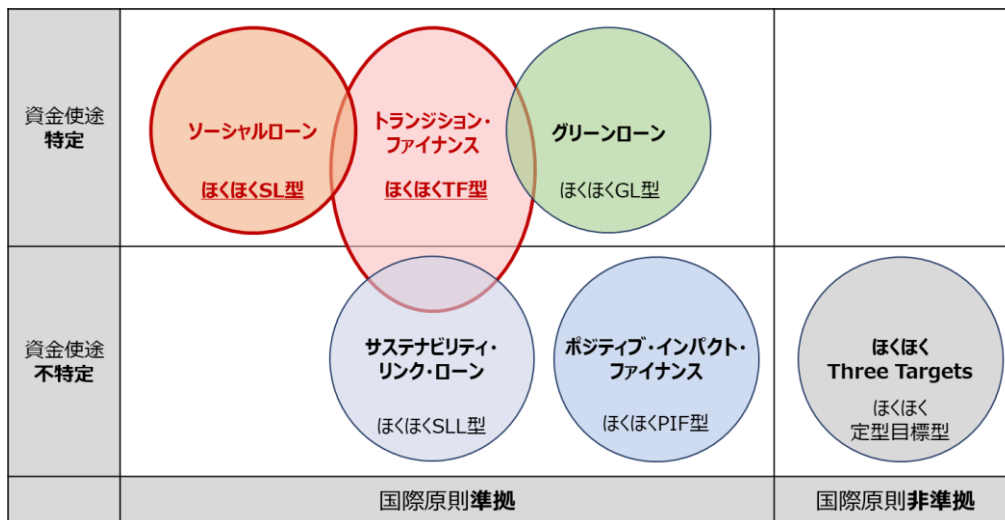 資金使途
特定
ソーシャルローン
ほくほくSL型
トランジション・
ファイナンス
ほくほくTF型
グリーンローン
ほくほくGL型
資金使途
不特定
サステナビリティ・
リンク・ローン
ほくほくSLL型
ポジティブ・インパクト・
ファイナンス
ほくほくPIF型
ほくほく
Three Targets
ほくほく
定型目標型
国際原則準拠
国際原則非準拠